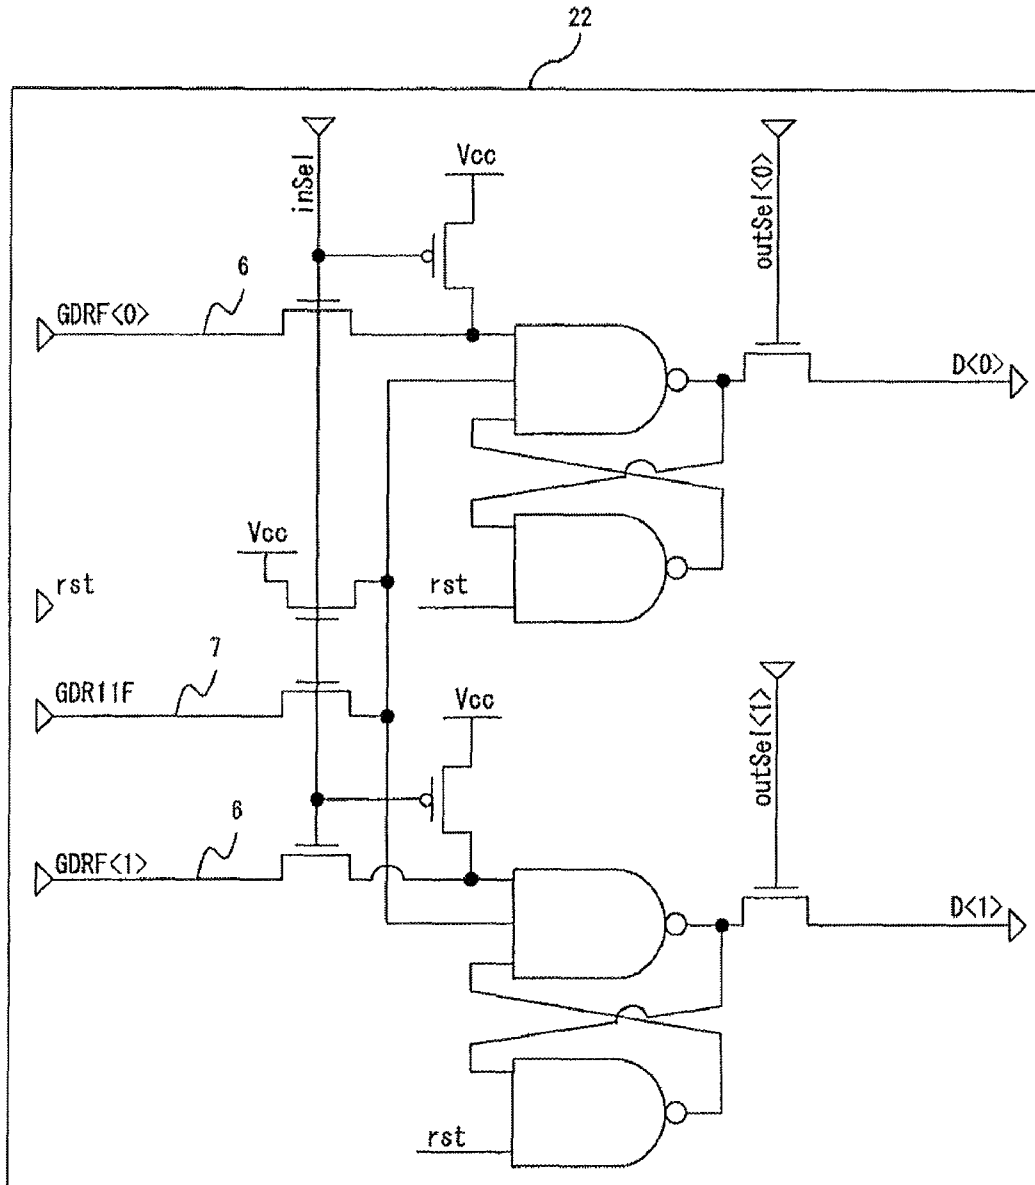 22
inSel
Vcc
outSel<0>
6
GDRF<0>
D<0>
Vcc
rst
rst
7
GDR11F
Vcc
outSel<1>
6
GDRF<1>
D<1>
rst